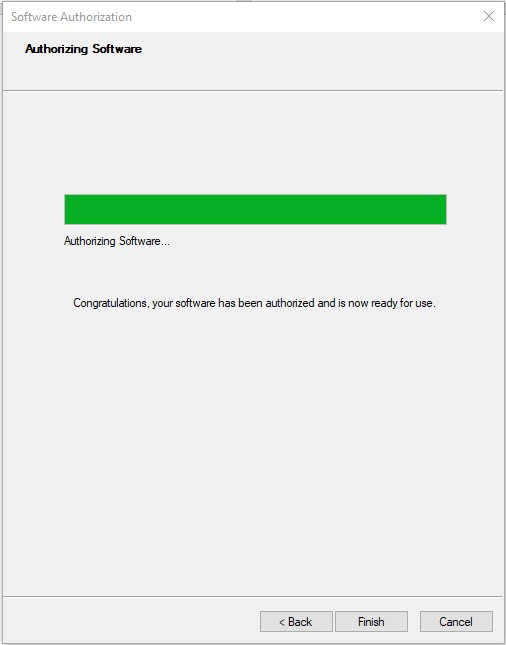 Software Authorization
Authorizing Software
Authorizing Software...
Congratulations, your software has been authorized and is now ready for use.
< Back Finish Cancel